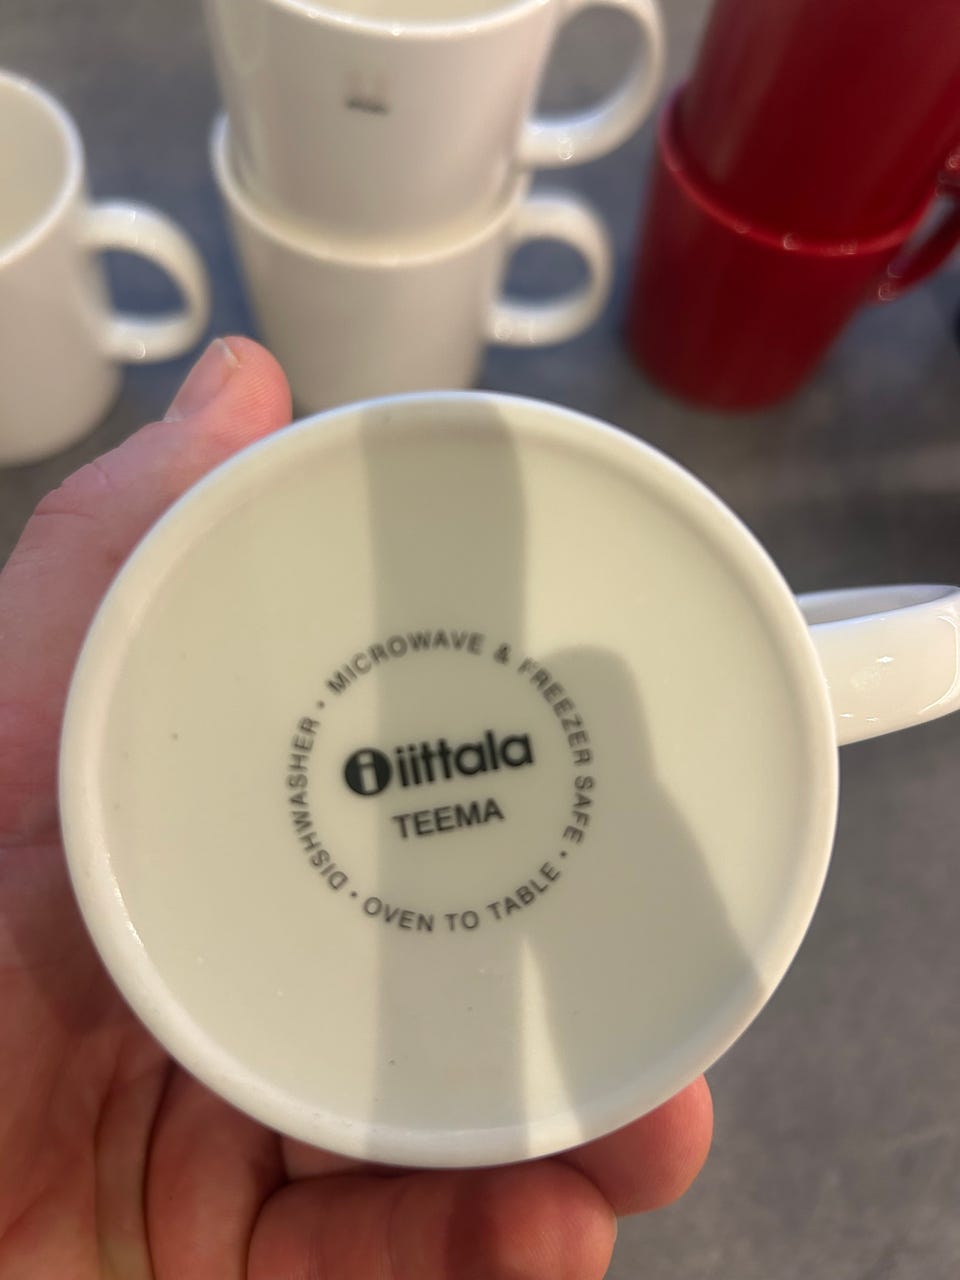 iittala
TEEMA
DISHWASHER • MICROWAVE & FREEZER SAFE • OVEN TO TABLE •